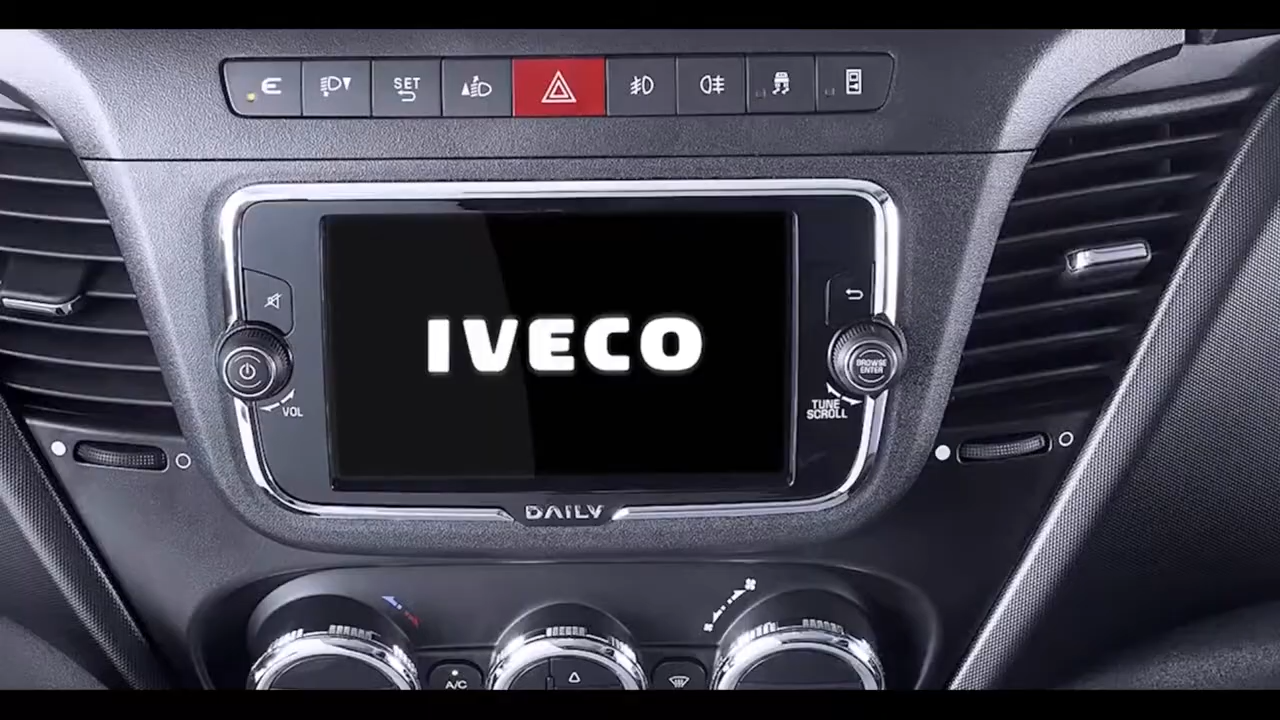 SET
IVECO
BROWSE
ENTER
VOL
TUNE
SCROLL
DAILY
A/C